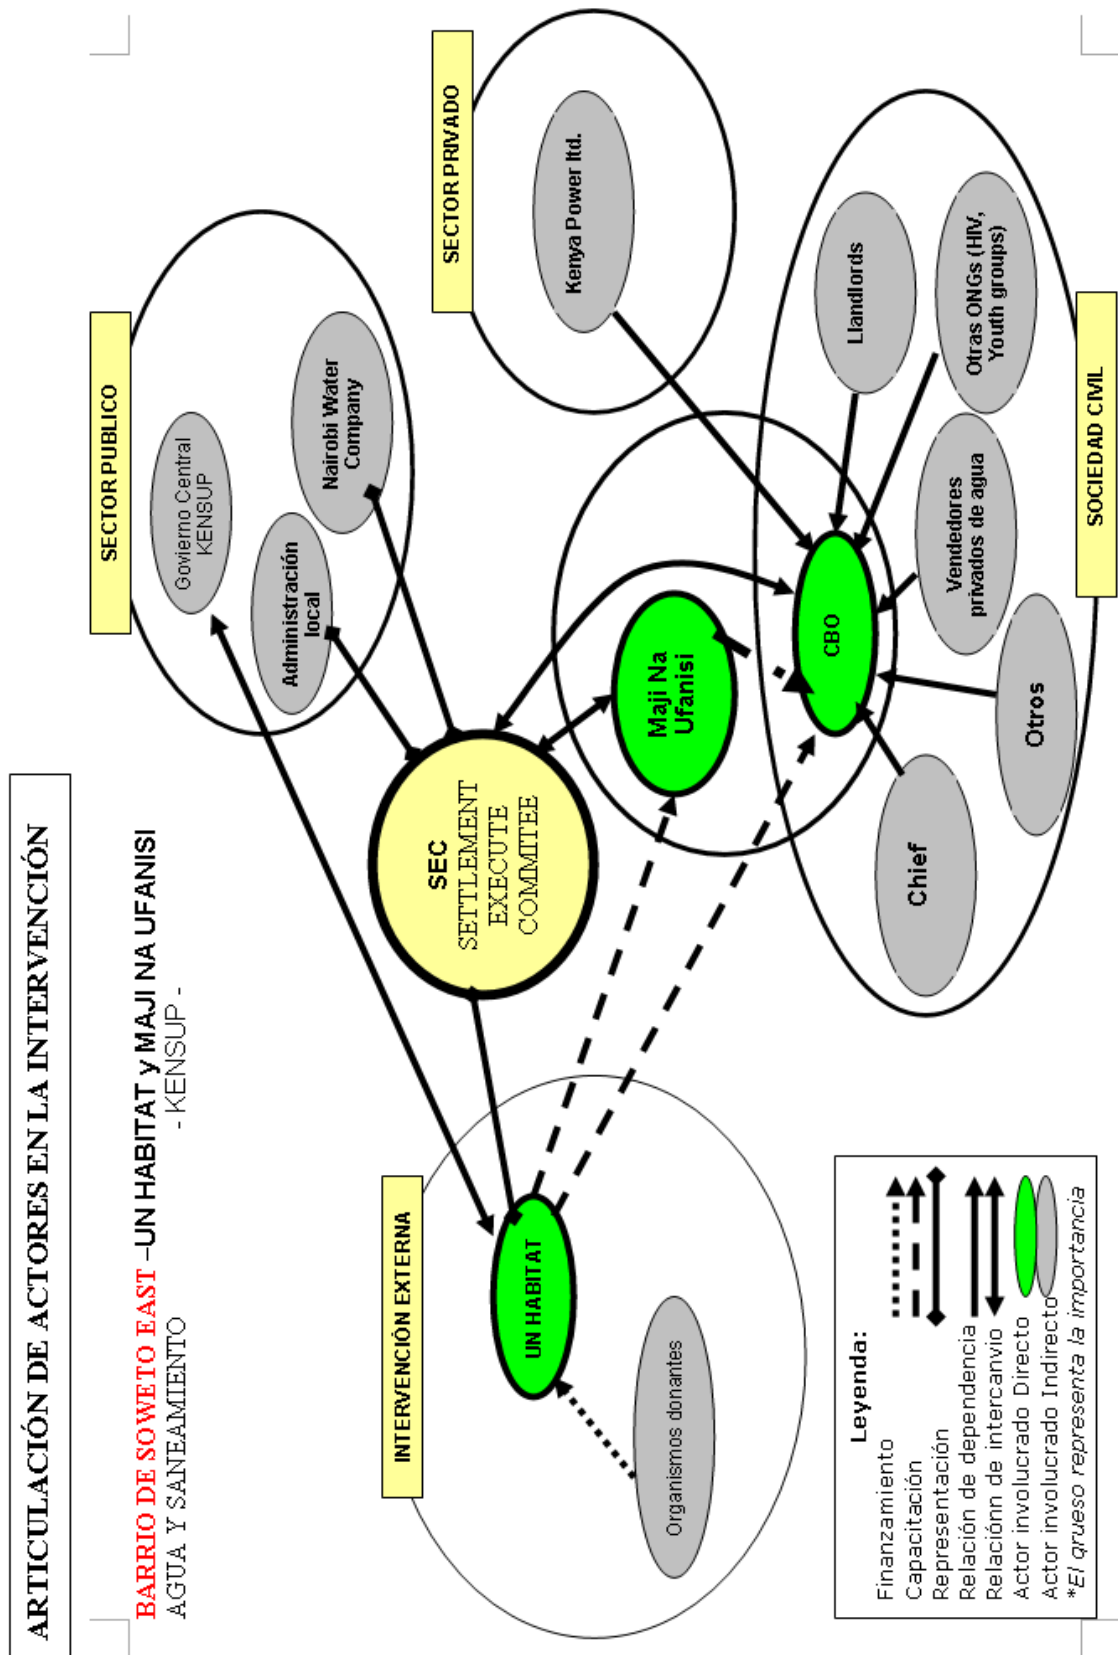 ARTICULACIÓN DE ACTORES EN LA INTERVENCIÓN
BARRIO DE SOWETO EAST –UN HABITAT y MAJI NA UFANISI
AGUA Y SANEAMIENTO - KENSUP -
SECTOR PUBLICO
Govierno Central
KENSUP
Administración
local
Nairobi Water
Company
SECTOR PRIVADO
Kenya Power ltd.
INTERVENCIÓN EXTERNA
UN HABITAT
Organismos donantes
SEC
SETTLEMENT
EXECUTE
COMMITEE
Maji Na
Ufanisi
CBO
Llandlords
Otras ONGs (HIV,
Youth groups)
Vendedores
privados de agua
Otros
Chief
SOCIEDAD CIVIL
Leyenda:
Finanzamiento
Capacitación
Representación
Relación de dependencia
Relaciónn de intercanvio
Actor involucrado Directo
Actor involucrado Indirecto
*El grueso representa la importancia